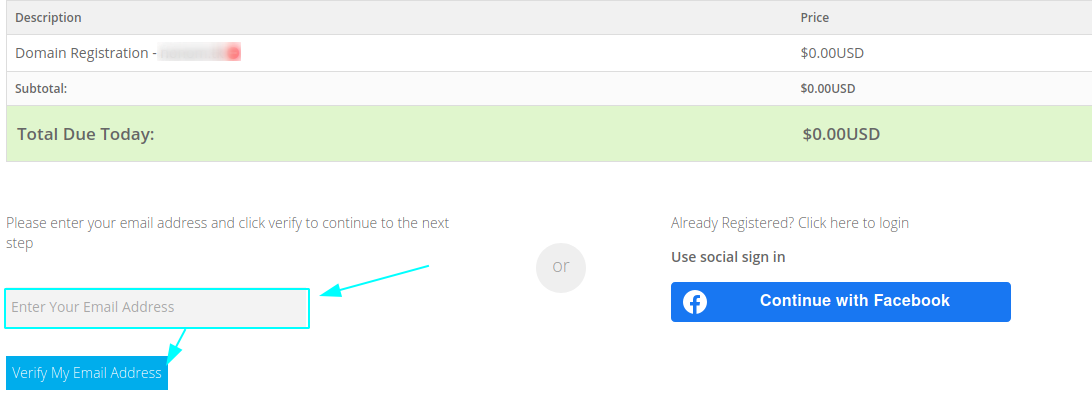 Description Price
Domain Registration - $0.00USD
Subtotal: $0.00USD
Total Due Today: $0.00USD
Please enter your email address and click verify to continue to the next
step
Enter Your Email Address
Verify My Email Address
or
Already Registered? Click here to login
Use social sign in
Continue with Facebook